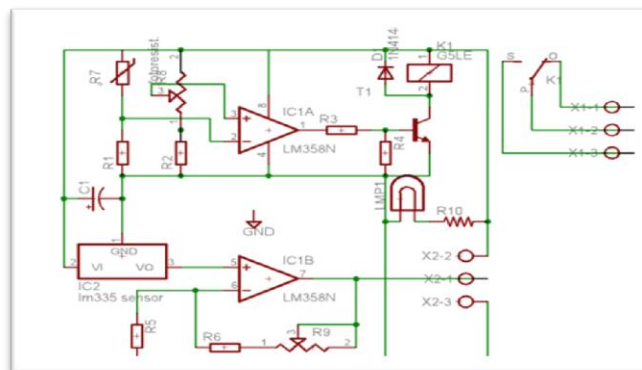 K1
G5LE
D1
1N414
T1
R7
R8
IC1A
LM358N
R3
R4
R1
R2
C1
LMP1
R10
GND
GND
VI
VO
IC2
lm335 sensor
IC1B
LM358N
R5
R6
R9
S
O
P
K1
X1-1
X1-2
X1-3
X2-2
X2-1
X2-3
2
3
1
3
2
8
4
1
1
2
1
2
3
5
6
7
1
3
2